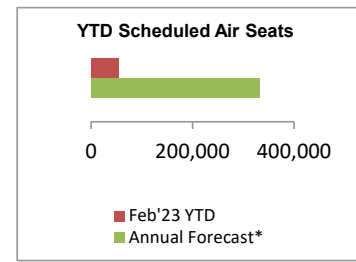 YTD Scheduled Air Seats
0 200,000 400,000
Feb'23 YTD
Annual Forecast*